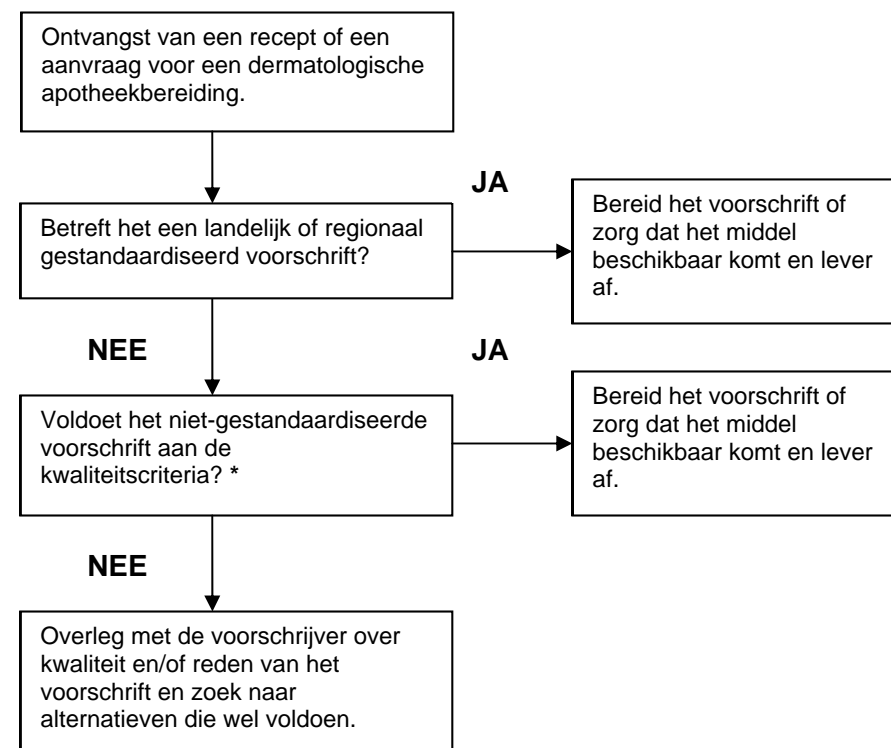 Ontvangst van een recept of een
aanvraag voor een dermatologische
apotheekbereiding.
JA
Betreft het een landelijk of regionaal
gestandaardiseerd voorschrift?
Bereid het voorschrift of
zorg dat het middel
beschikbaar komt en lever
af.
NEE
JA
Voldoet het niet-gestandaardiseerde
voorschrift aan de
kwaliteitscriteria? *
Bereid het voorschrift of
zorg dat het middel
beschikbaar komt en lever
af.
NEE
Overleg met de voorschrijver over
kwaliteit en/of reden van het
voorschrift en zoek naar
alternatieven die wel voldoen.